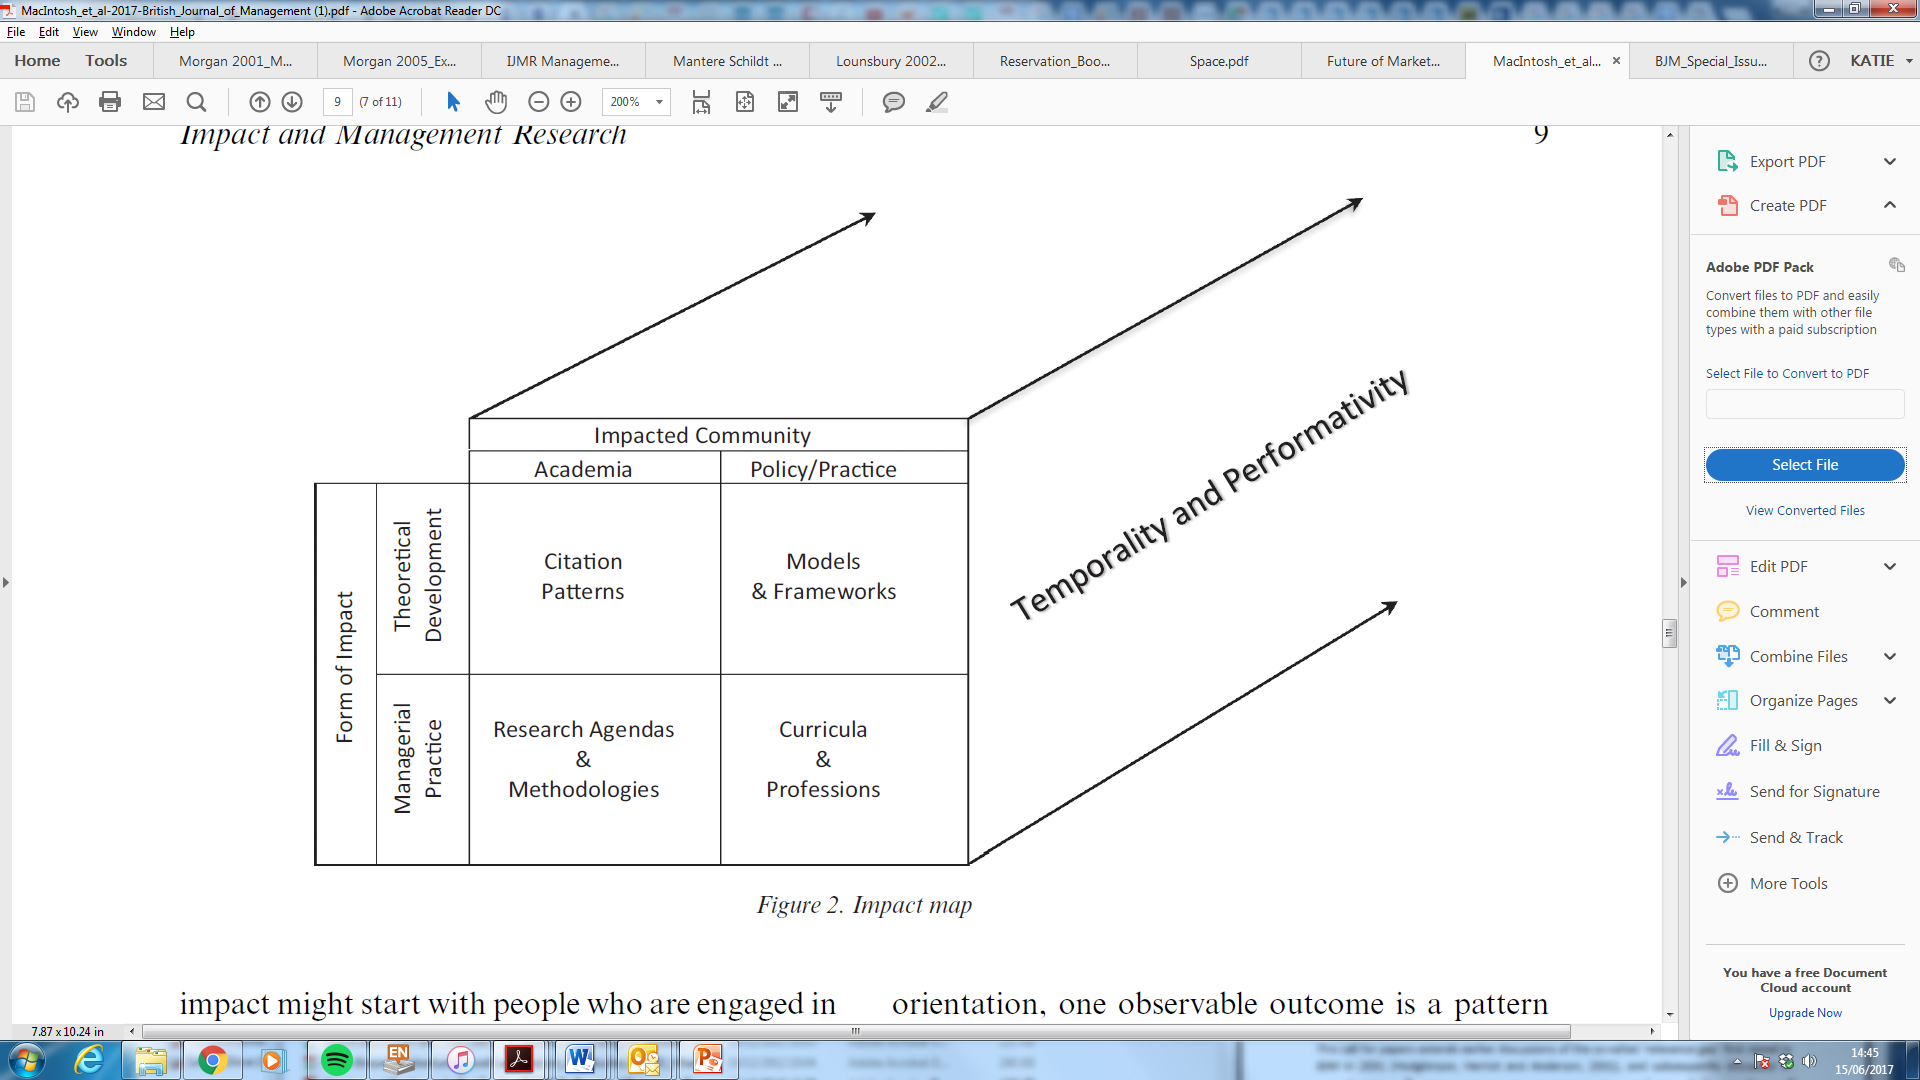 MacIntosh_et_al-2017-British_Journal_of_Management (1).pdf - Adobe Acrobat Reader DC
File Edit View Window Help
Home Tools Morgan 2001_M... Morgan 2005_Ex... IJMR Manageme... Mantere Schildt ... Lounsbury 2002... Reservation_Boo... Space.pdf Future of Market... MacIntosh_et_al... × BJM_Special_Issu... ? KATIE
9 (7 of 11) 200%
Impact and Management Research 9
Impacted Community
Academia Policy/Practice
Form of Impact
Theoretical
Development
Citation
Patterns
Models
& Frameworks
Managerial
Practice
Research Agendas
&
Methodologies
Curricula
&
Professions
Temporality and Performativity
Figure 2. Impact map
impact might start with people who are engaged in
orientation, one observable outcome is a pattern
7.87 x 10.24 in
Export PDF
Create PDF
Adobe PDF Pack
Convert files to PDF and easily
combine them with other file
types with a paid subscription
Select File to Convert to PDF
Select File
View Converted Files
Edit PDF
Comment
Combine Files
Organize Pages
Fill & Sign
Send for Signature
Send & Track
More Tools
You have a free Document
Cloud account
Upgrade Now
EN
14:45
15/06/2017